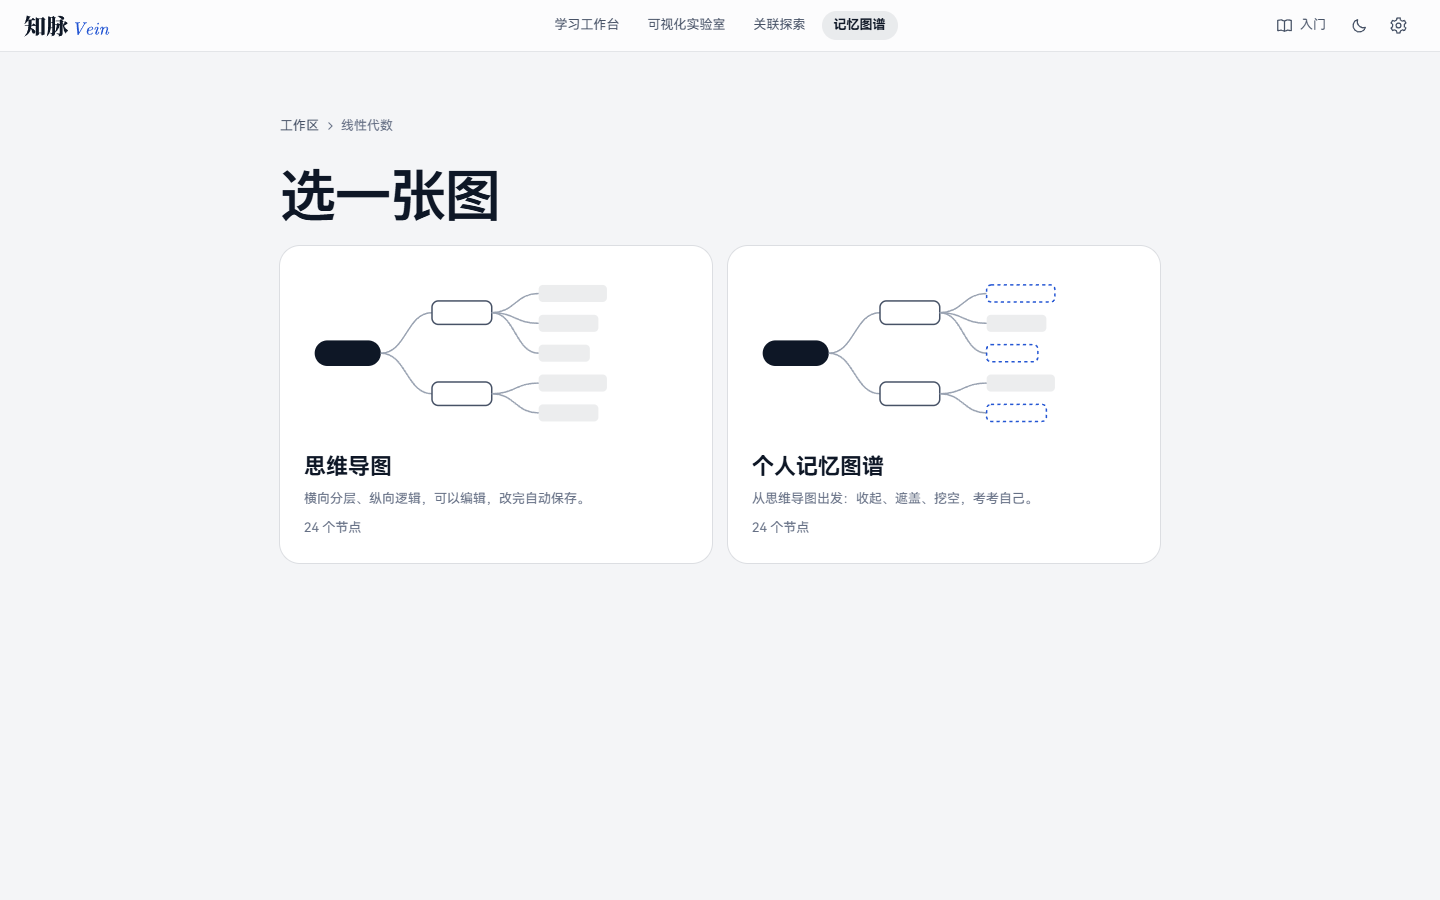 知脉 Vein
学习工作台
可视化实验室
关联探索
记忆图谱
入门
工作区 > 线性代数
选一张图
思维导图
横向分层、纵向逻辑，可以编辑，改完自动保存。
24 个节点
个人记忆图谱
从思维导图出发：收起、遮盖、挖空，考考自己。
24 个节点